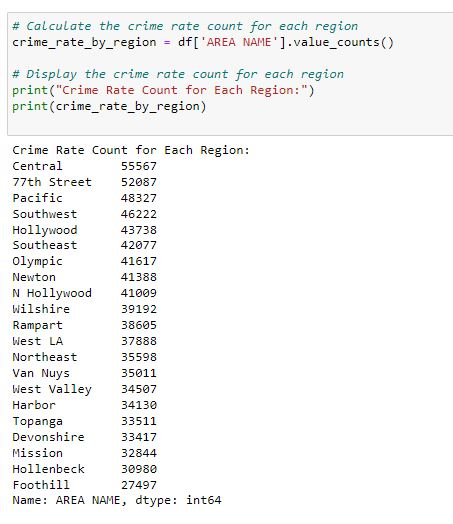 # Calculate the crime rate count for each region
crime_rate_by_region = df['AREA NAME'].value_counts()
# Display the crime rate count for each region
print("Crime Rate Count for Each Region:")
print(crime_rate_by_region)
Crime Rate Count for Each Region:
Central 55567
77th Street 52087
Pacific 48327
Southwest 46222
Hollywood 43738
Southeast 42077
Olympic 41617
Newton 41388
N Hollywood 41009
Wilshire 39192
Rampart 38605
West LA 37888
Northeast 35598
Van Nuys 35011
West Valley 34507
Harbor 34130
Topanga 33511
Devonshire 33417
Mission 32844
Hollenbeck 30980
Foothill 27497
Name: AREA NAME, dtype: int64